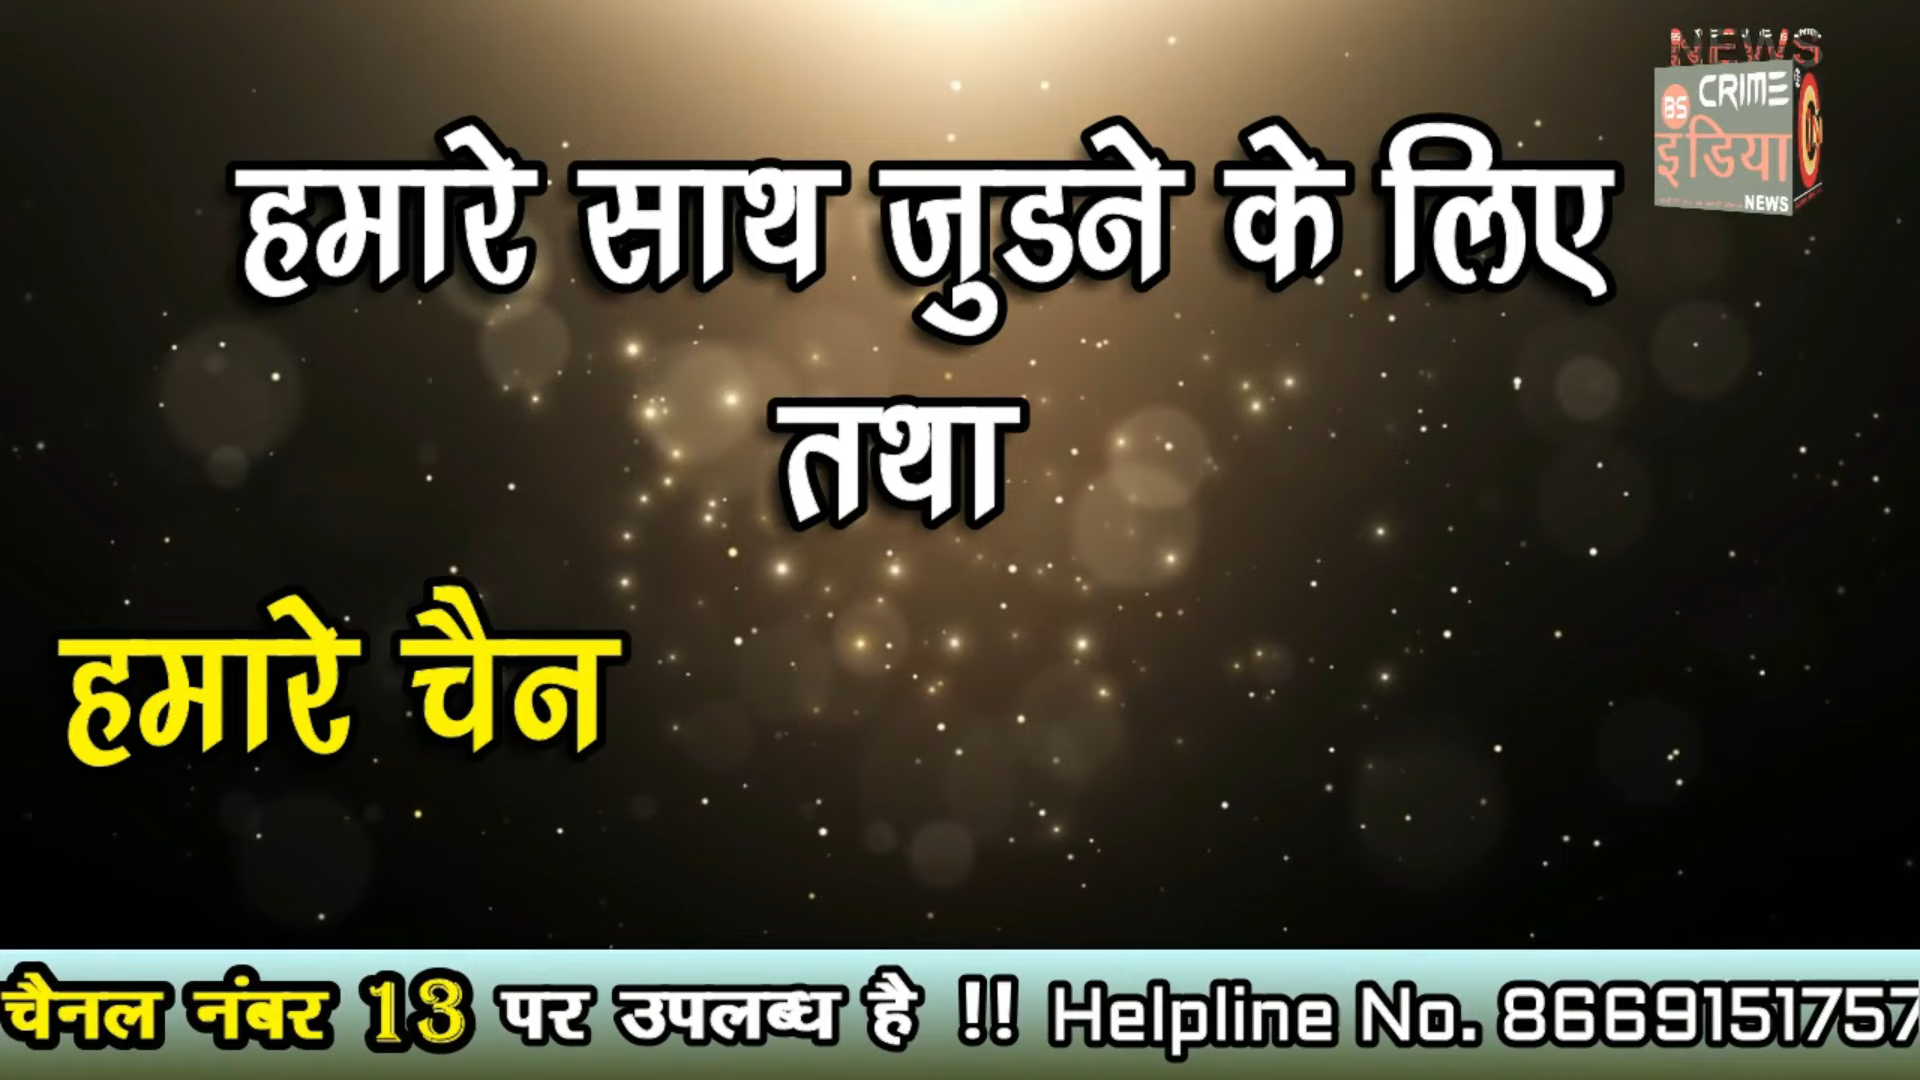 NEWS
BS CRIME
इंडिया
NEWS
हमारे साथ जुडने के लिए
तथा
हमारे चैन
चैनल नंबर 13 पर उपलब्ध है !! Helpline No. 8669151757